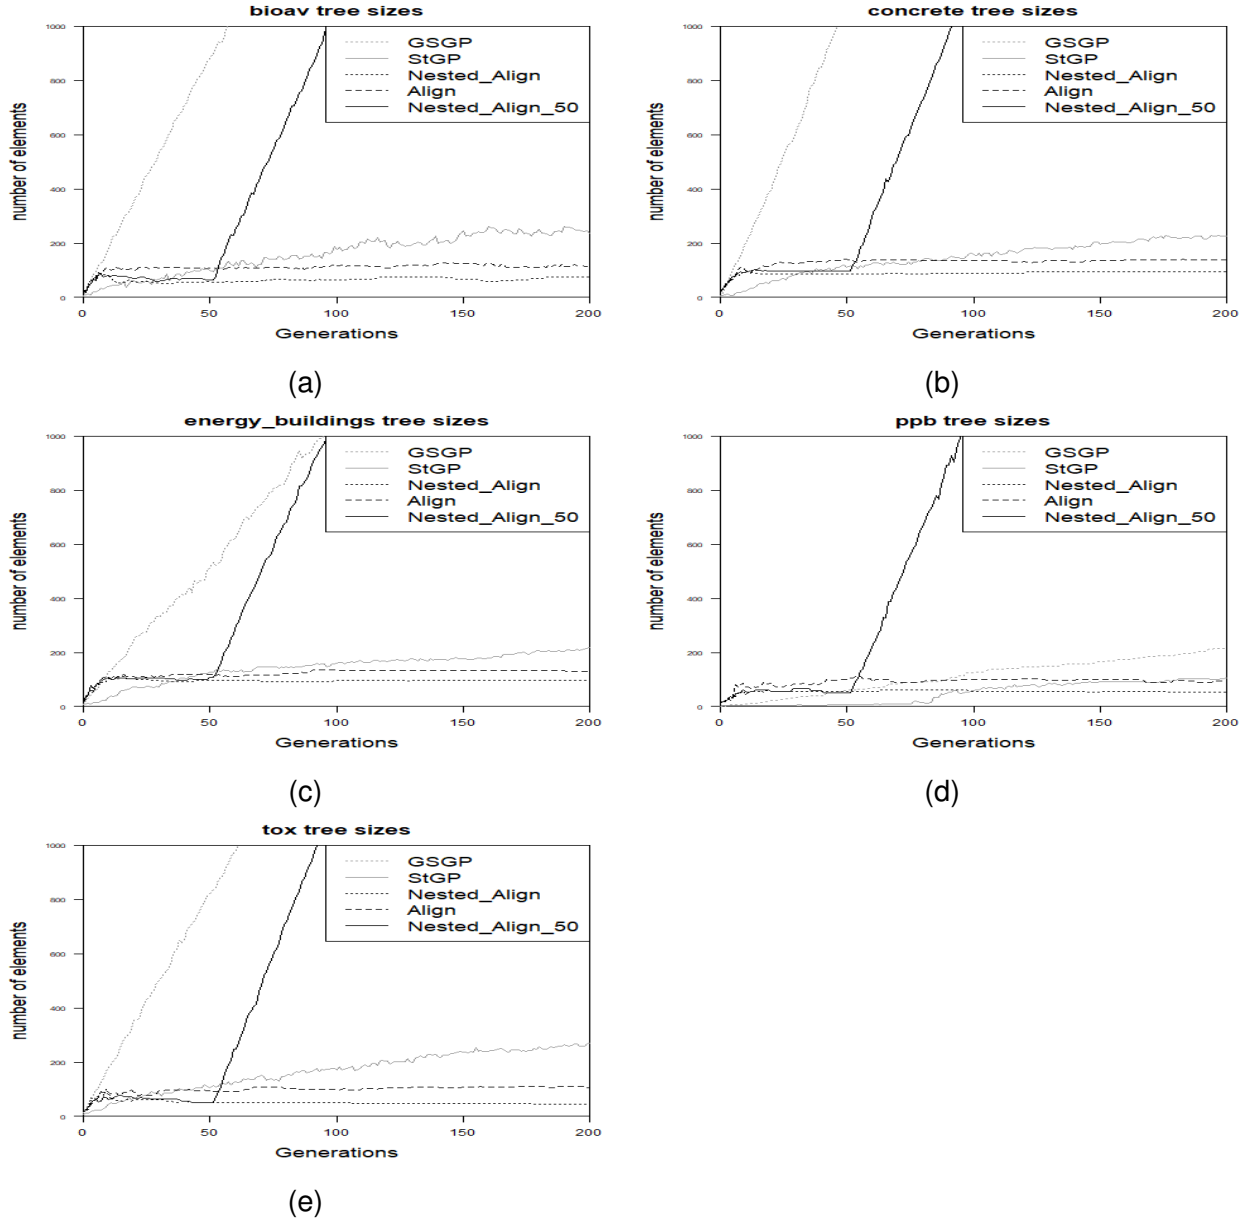 bioav tree sizes
number of elements
1000
800
600
400
200
0
GSGP
StGP
Nested_Align
Align
Nested_Align_50
0 50 100 150 200
Generations
(a)
concrete tree sizes
number of elements
1000
800
600
400
200
0
GSGP
StGP
Nested_Align
Align
Nested_Align_50
0 50 100 150 200
Generations
(b)
energy_buildings tree sizes
number of elements
1000
800
600
400
200
0
GSGP
StGP
Nested_Align
Align
Nested_Align_50
0 50 100 150 200
Generations
(c)
ppb tree sizes
number of elements
1000
800
600
400
200
0
GSGP
StGP
Nested_Align
Align
Nested_Align_50
0 50 100 150 200
Generations
(d)
tox tree sizes
number of elements
1000
800
600
400
200
0
GSGP
StGP
Nested_Align
Align
Nested_Align_50
0 50 100 150 200
Generations
(e)